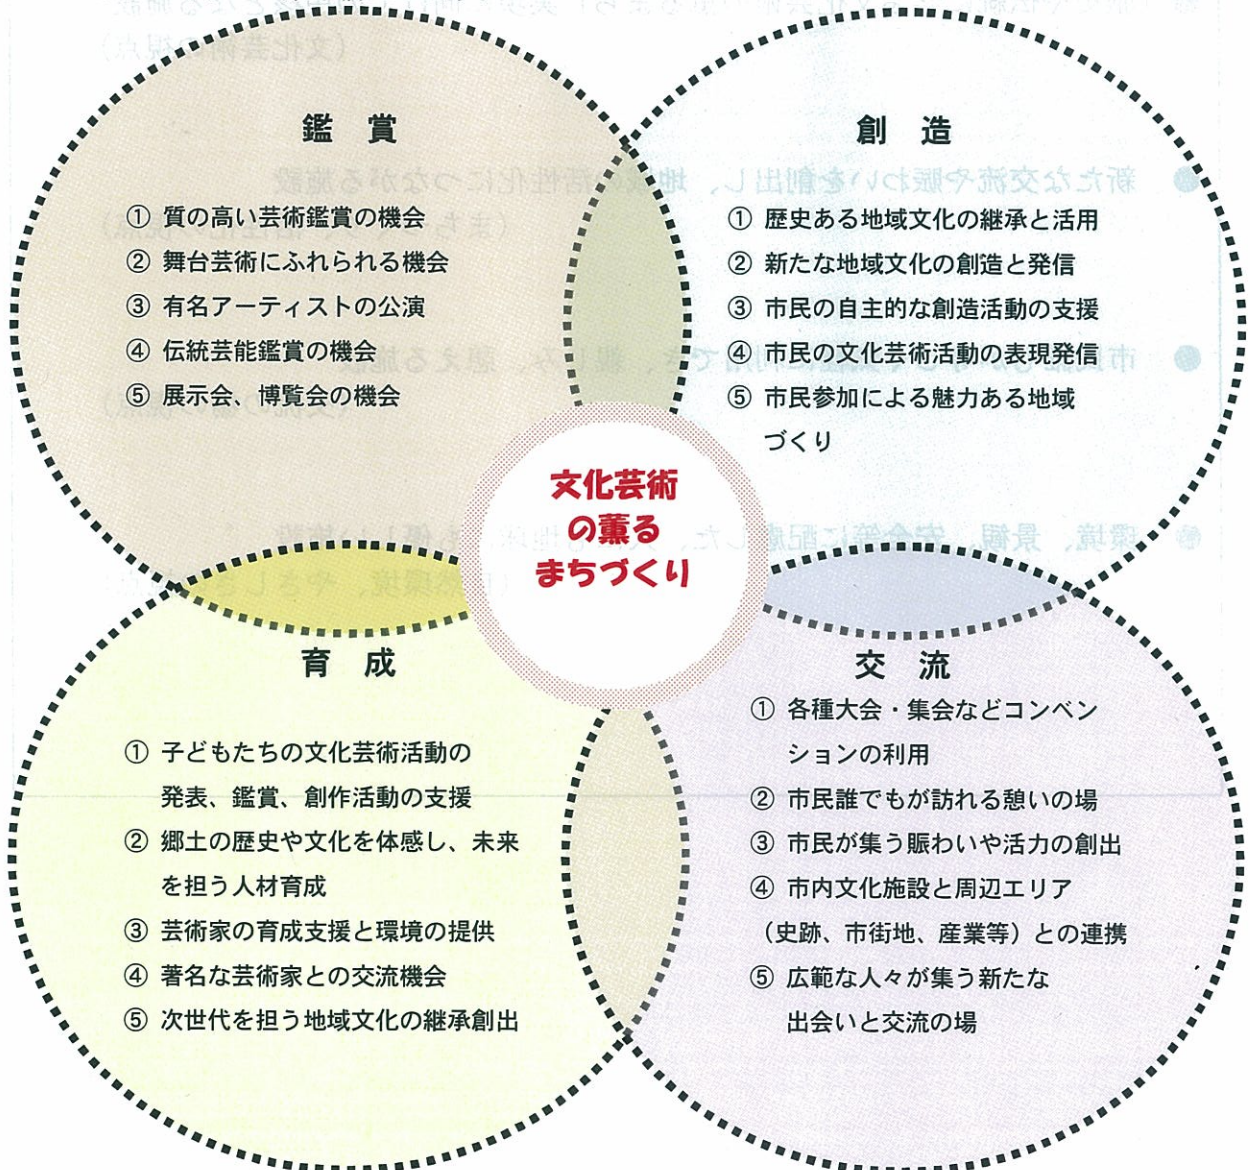 鑑 賞
① 質の高い芸術鑑賞の機会
② 舞台芸術にふれられる機会
③ 有名アーティストの公演
④ 伝統芸能鑑賞の機会
⑤ 展示会、博覧会の機会
創 造
① 歴史ある地域文化の継承と活用
② 新たな地域文化の創造と発信
③ 市民の自主的な創造活動の支援
④ 市民の文化芸術活動の表現発信
⑤ 市民参加による魅力ある地域
づくり
文化芸術
の薫る
まちづくり
育 成
① 子どもたちの文化芸術活動の
発表、鑑賞、創作活動の支援
② 郷土の歴史や文化を体感し、未来
を担う人材育成
③ 芸術家の育成支援と環境の提供
④ 著名な芸術家との交流機会
⑤ 次世代を担う地域文化の継承創出
交 流
① 各種大会・集会などコンベン
ションの利用
② 市民誰でもが訪れる憩いの場
③ 市民が集う賑わいや活力の創出
④ 市内文化施設と周辺エリア
（史跡、市街地、産業等）との連携
⑤ 広範な人々が集う新たな
出会いと交流の場